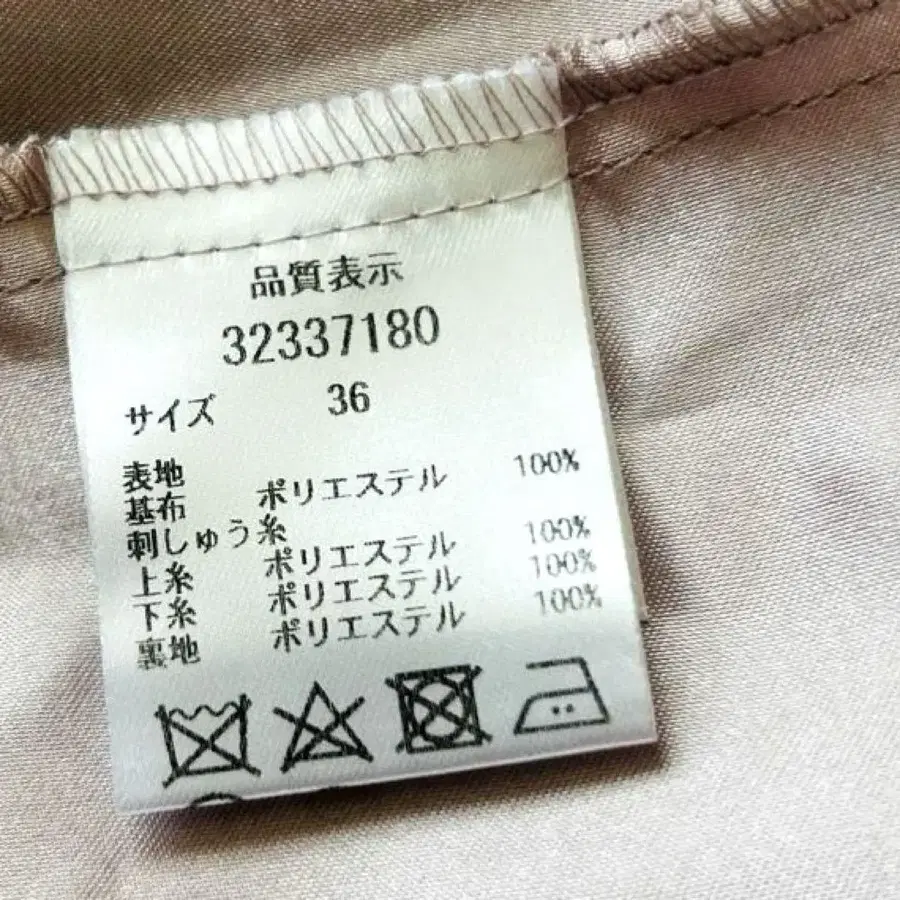 品質表示
32337180
サイズ 36
表地
基布 ポリエステル 100%
刺しゅう糸
上糸 ポリエステル 100%
下糸 ポリエステル 100%
裏地 ポリエステル 100%